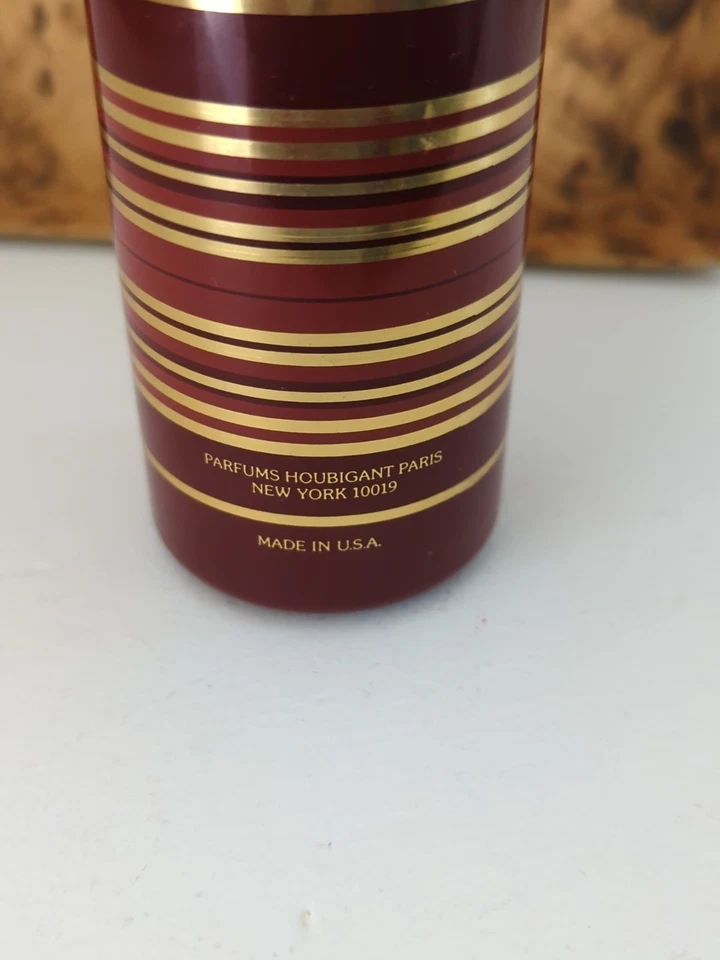 PARFUMS HOUBIGANT PARIS
NEW YORK 10019
MADE IN U.S.A.